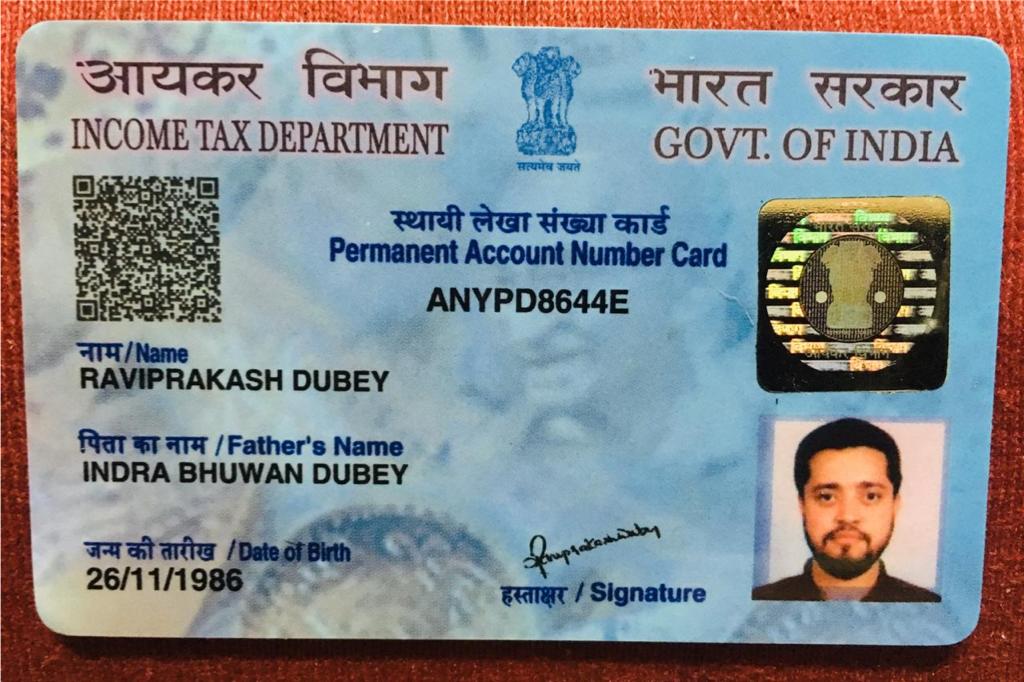 आयकर विभाग
INCOME TAX DEPARTMENT
सत्यमेव जयते
भारत सरकार
GOVT. OF INDIA
स्थायी लेखा संख्या कार्ड
Permanent Account Number Card
ANYPD8644E
नाम / Name
RAVIPRAKASH DUBEY
पिता का नाम / Father's Name
INDRA BHUWAN DUBEY
जन्म की तारीख / Date of Birth
26/11/1986
हस्ताक्षर / Signature